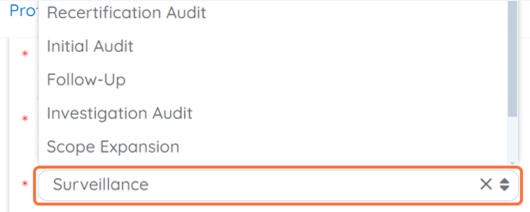 Recertification Audit
Initial Audit
Follow-Up
Investigation Audit
Scope Expansion
* Surveillance